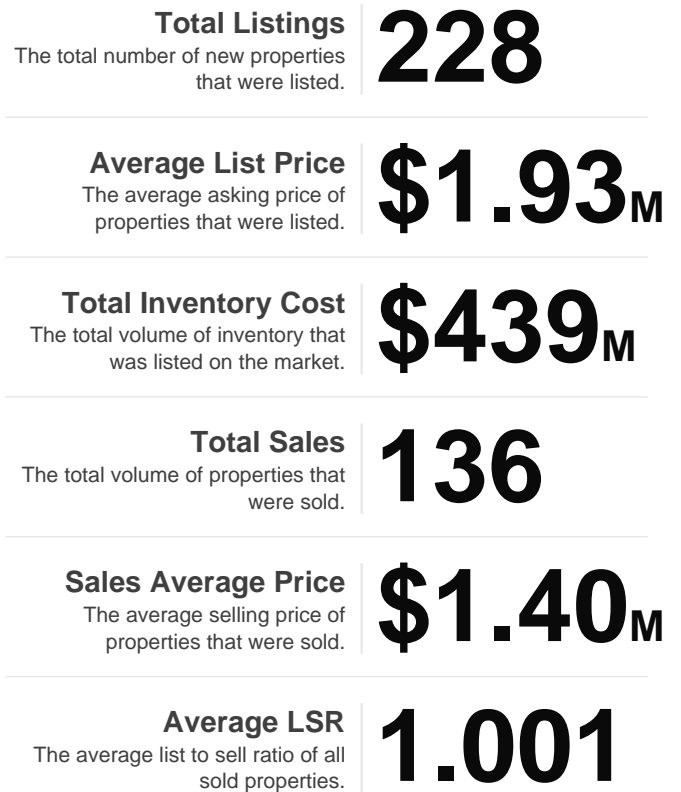 Total Listings
The total number of new properties
that were listed.
228
Average List Price
The average asking price of
properties that were listed.
$1.93M
Total Inventory Cost
The total volume of inventory that
was listed on the market.
$439M
Total Sales
The total volume of properties that
were sold.
136
Sales Average Price
The average selling price of
properties that were sold.
$1.40M
Average LSR
The average list to sell ratio of all
sold properties.
1.001